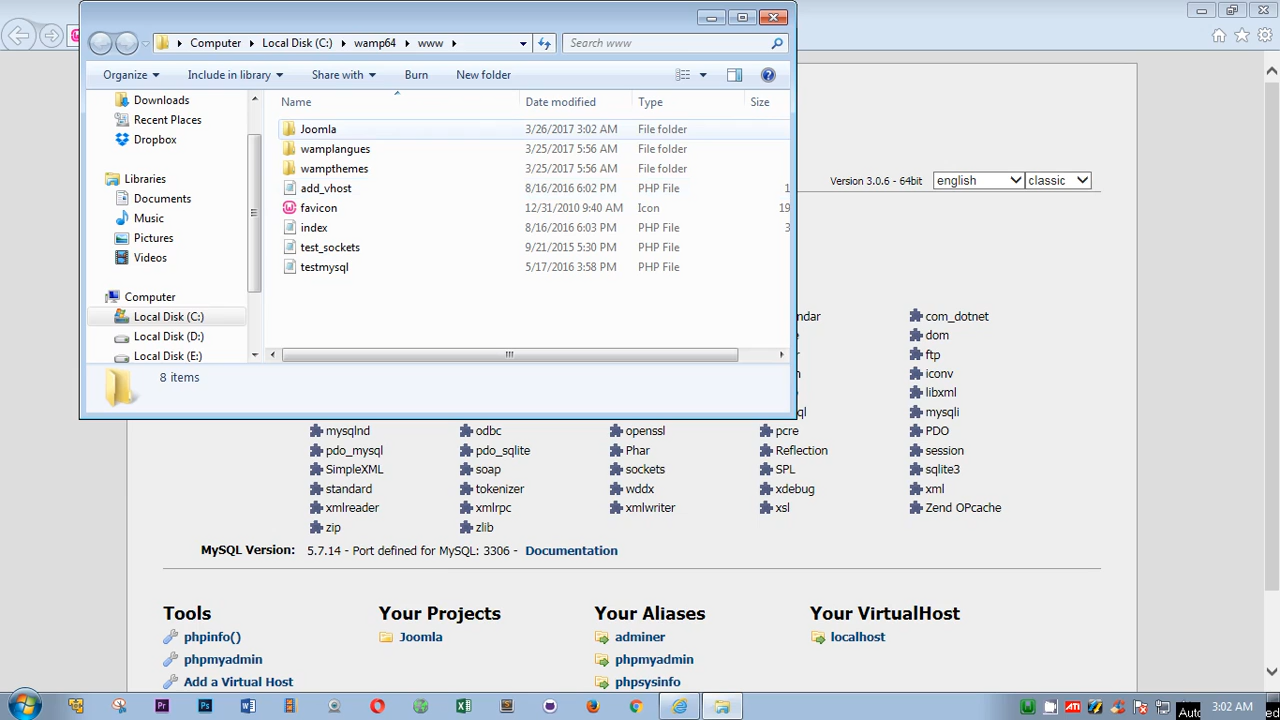 Computer Local Disk (C:) wamp64 www
Search www
Organize Include in library Share with Burn New folder
Name Date modified Type Size
Downloads
Recent Places
Dropbox
Libraries
Documents
Music
Pictures
Videos
Computer
Local Disk (C:)
Local Disk (D:)
Local Disk (E:)
Joomla 3/26/2017 3:02 AM File folder
wamplangues 3/25/2017 5:56 AM File folder
wampthemes 3/25/2017 5:56 AM File folder
add_vhost 8/16/2016 6:02 PM PHP File 1
favicon 12/31/2010 9:40 AM Icon 19
index 8/16/2016 6:03 PM PHP File 3
test_sockets 9/21/2015 5:30 PM PHP File
testmysql 5/17/2016 3:58 PM PHP File
8 items
Version 3.0.6 - 64bit english classic
ndar com_dotnet
dom
ftp
iconv
libxml
ql mysqli
mysqlnd odbc openssl pcre PDO
pdo_mysql pdo_sqlite Phar Reflection session
SimpleXML soap sockets SPL sqlite3
standard tokenizer wddx xdebug xml
xmlreader xmlrpc xmlwriter xsl Zend OPcache
zip zlib
MySQL Version: 5.7.14 - Port defined for MySQL: 3306 - Documentation
Tools Your Projects Your Aliases Your VirtualHost
phpinfo() Joomla adminer localhost
phpmyadmin phpmyadmin
Add a Virtual Host phpsysinfo
3:02 AM